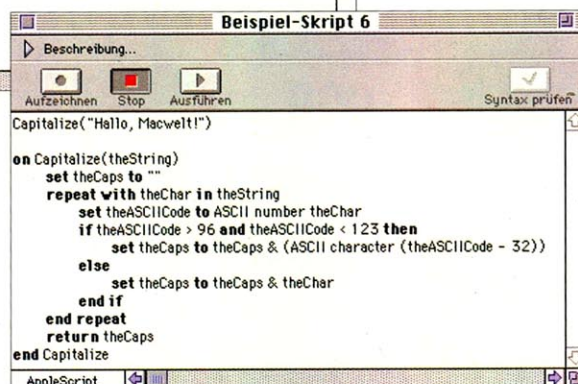 Beispiel-Skript 6
Beschreibung...
Aufzeichnen Stop Ausführen Syntax prüfen
Capitalize("Hallo, Macwelt!")
on Capitalize(theString)
set theCaps to ""
repeat with theChar in theString
set theASCIICode to ASCII number theChar
if theASCIICode > 96 and theASCIICode < 123 then
set theCaps to theCaps & (ASCII character (theASCIICode - 32))
else
set theCaps to theCaps & theChar
end if
end repeat
return theCaps
end Capitalize
AppleScript